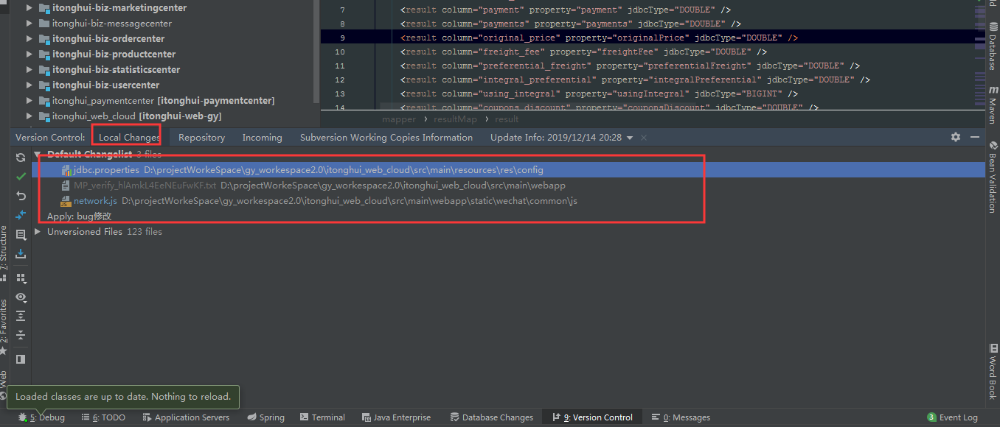 itonghui-biz-marketingcenter
itonghui-biz-messagecenter
itonghui-biz-ordercenter
itonghui-biz-productcenter
itonghui-biz-statisticscenter
itonghui-biz-usercenter
itonghui_paymentcenter [itonghui-paymentcenter]
itonghui_web_cloud [itonghui-web-gy]
7 <result column="payment" property="payment" jdbcType="DOUBLE" />
8 <result column="payments" property="payments" jdbcType="DOUBLE" />
9 <result column="original_price" property="originalPrice" jdbcType="DOUBLE" />
10 <result column="freight_fee" property="freightFee" jdbcType="DOUBLE" />
11 <result column="preferential_freight" property="preferentialFreight" jdbcType="DOUBLE" />
12 <result column="integral_preferential" property="integralPreferential" jdbcType="DOUBLE" />
13 <result column="using_integral" property="usingIntegral" jdbcType="BIGINT" />
14 <result column="coupons_discount" property="couponsDiscount" jdbcType="DOUBLE" />
mapper › resultMap › result
Database
Maven
Bean Validation
Word Book
Version Control: Local Changes Repository Incoming Subversion Working Copies Information Update Info: 2019/12/14 20:28
Default Changelist 3 files
jdbc.properties D:\projectWorkeSpace\gy_workespace2.0\itonghui_web_cloud\src\main\resources\res\config
MP_verify_hlAmkL4EeNEuFwKF.txt D:\projectWorkeSpace\gy_workespace2.0\itonghui_web_cloud\src\main\webapp
network.js D:\projectWorkeSpace\gy_workespace2.0\itonghui_web_cloud\src\main\webapp\static\wechat\common\js
Apply: bug修改
Unversioned Files 123 files
7: Structure
2: Favorites
Web
Loaded classes are up to date. Nothing to reload.
5: Debug 6: TODO Application Servers Spring Terminal Java Enterprise Database Changes 9: Version Control 0: Messages 3 Event Log